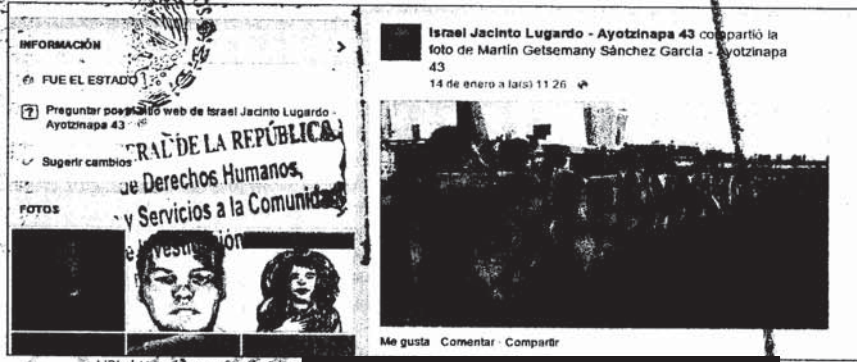 INFORMACIÓN
FUE EL ESTADO
Preguntar por el sitio web de Israel Jacinto Lugardo -
Ayotzinapa 43
RAL DE LA REPÚBLICA
Sugerir cambios
e Derechos Humanos,
y Servicios a la Comunidad
FOTOS
Investigación
Israel Jacinto Lugardo - Ayotzinapa 43 compartió la
foto de Martín Getsemany Sánchez García - Ayotzinapa
43
14 de enero a la(s) 11:26
Me gusta · Comentar · Compartir